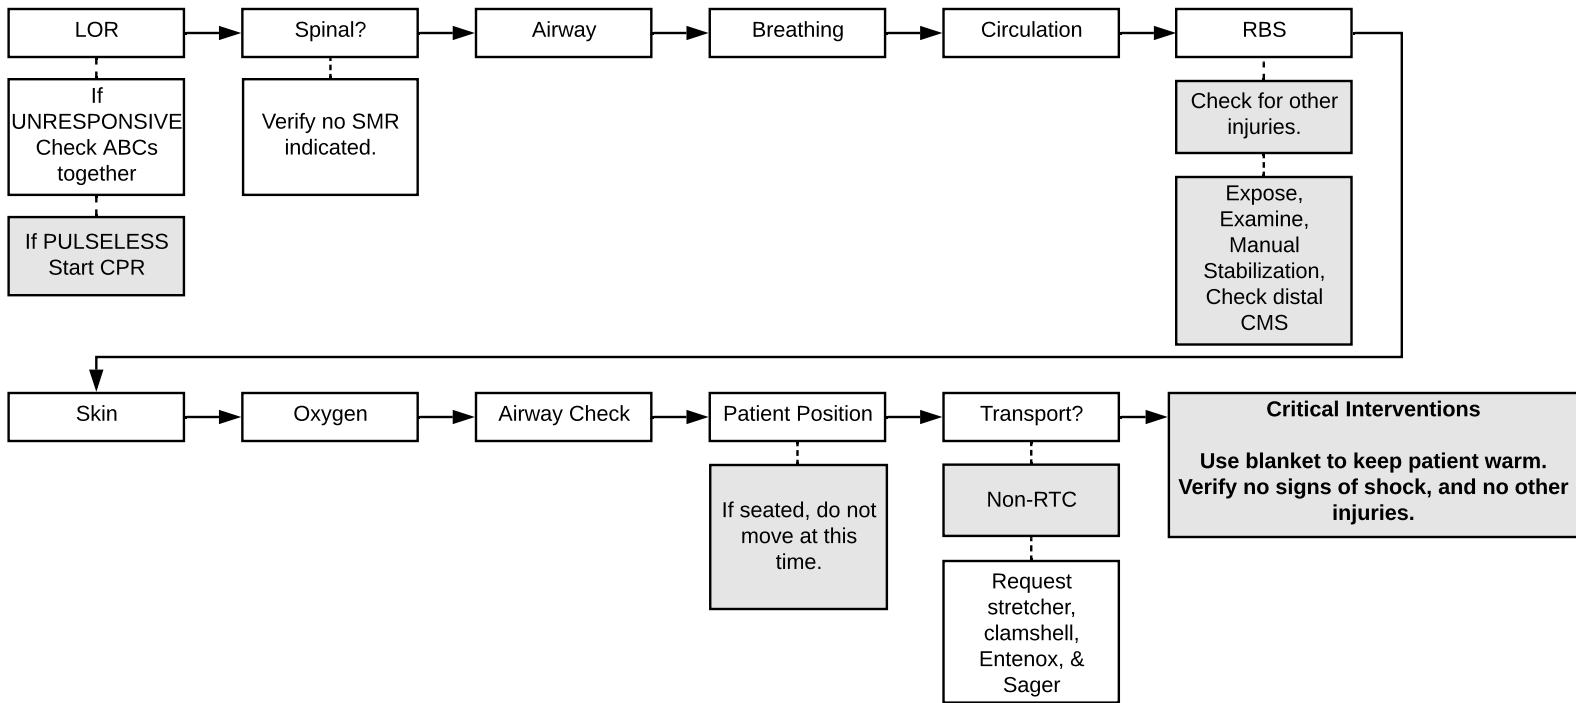 LOR
Spinal?
Airway
Breathing
Circulation
RBS
If
UNRESPONSIVE
Check ABCs
together
If PULSELESS
Start CPR
Verify no SMR
indicated.
Check for other
injuries.
Expose,
Examine,
Manual
Stabilization,
Check distal
CMS
Skin
Oxygen
Airway Check
Patient Position
Transport?
Critical Interventions
Use blanket to keep patient warm.
Verify no signs of shock, and no other
injuries.
If seated, do not
move at this
time.
Non-RTC
Request
stretcher,
clamshell,
Entenox, &
Sager